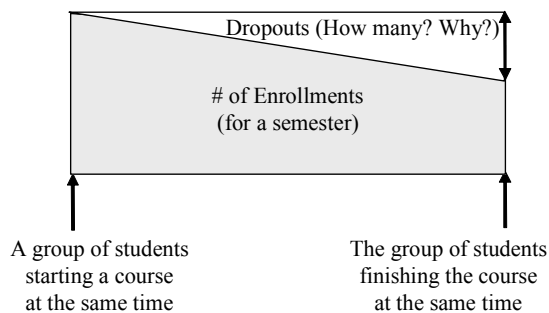 Dropouts (How many? Why?)
# of Enrollments
(for a semester)
A group of students
starting a course
at the same time
The group of students
finishing the course
at the same time